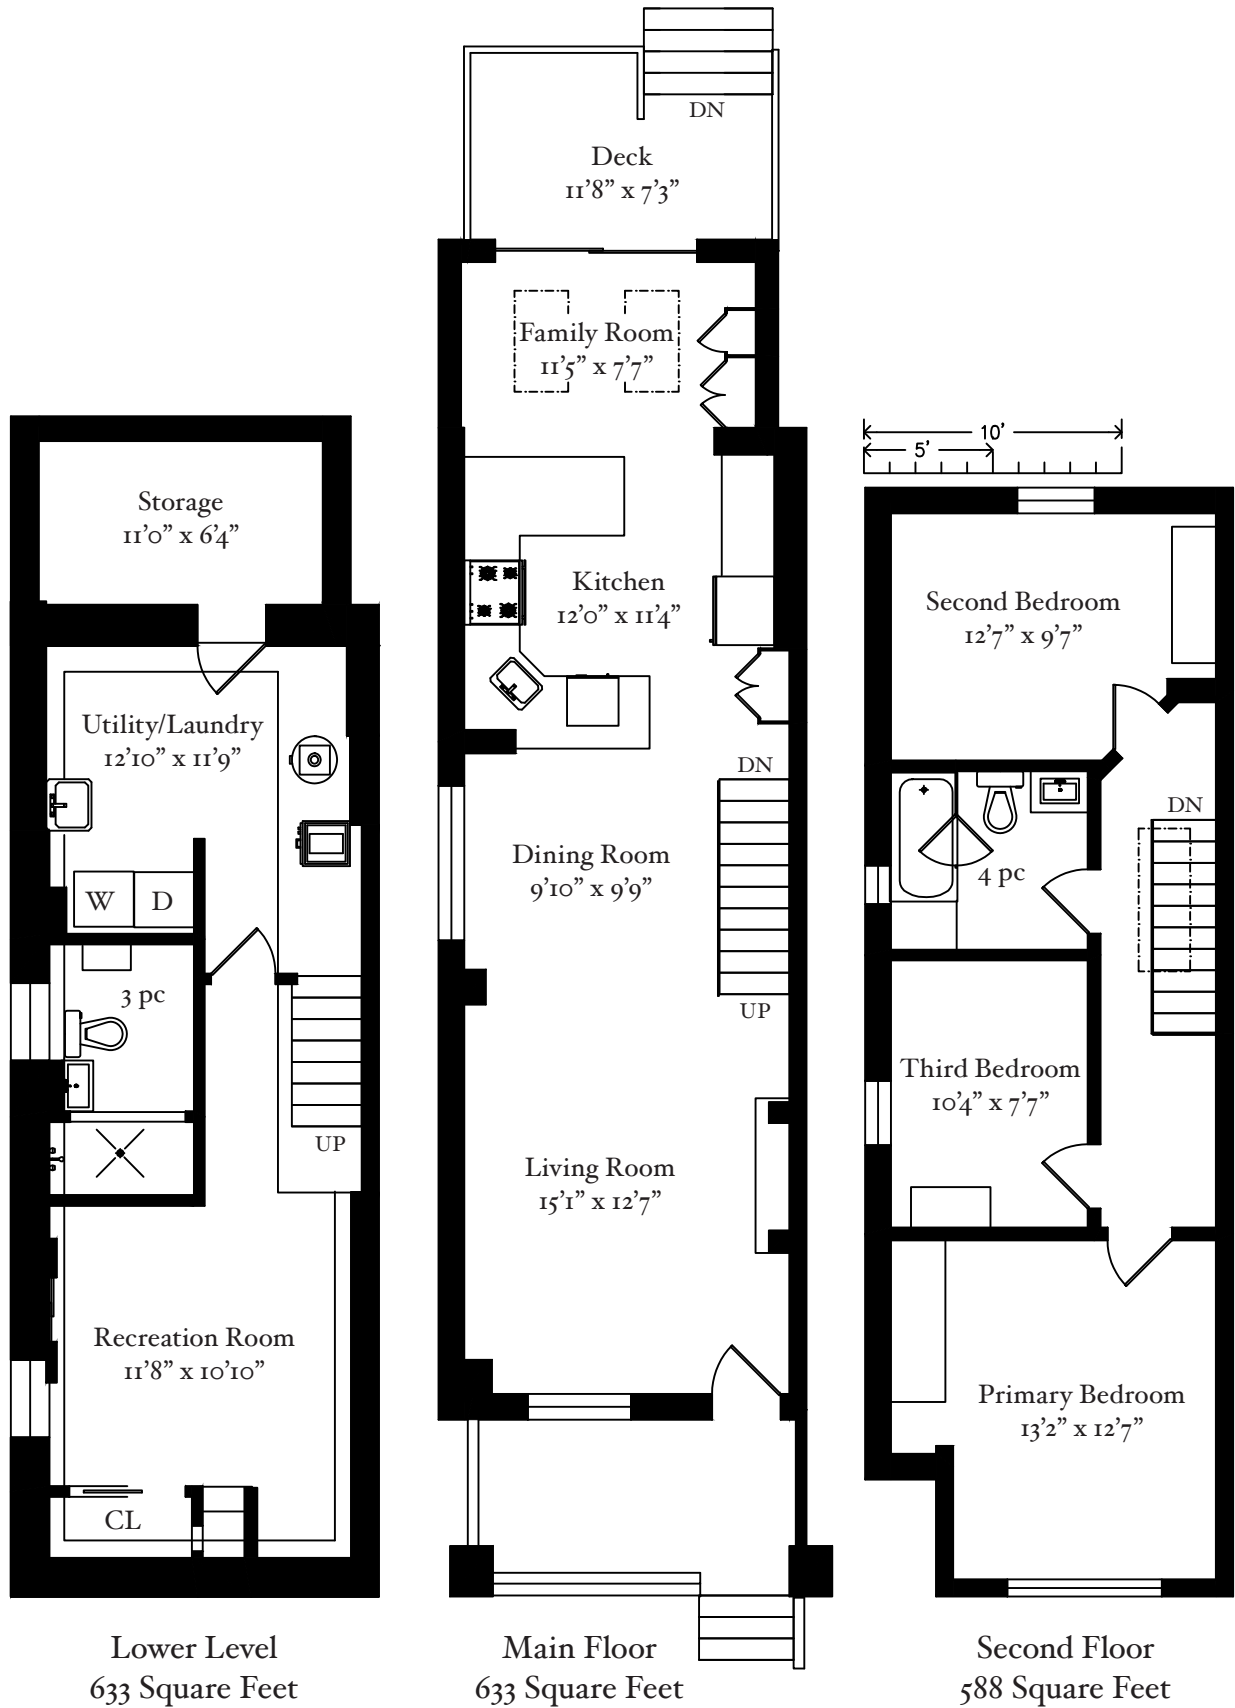 DN
Deck
11’8” x 7’3”
Family Room
11’5” x 7’7”
Kitchen
12’0” x 11’4”
DN
Dining Room
9’10” x 9’9”
UP
Living Room
15’1” x 12’7”
Main Floor
633 Square Feet
Storage
11’0” x 6’4”
Utility/Laundry
12’10” x 11’9”
W D
3 pc
UP
Recreation Room
11’8” x 10’10”
CL
Lower Level
633 Square Feet
10'
5'
Second Bedroom
12’7” x 9’7”
DN
4 pc
Third Bedroom
10’4” x 7’7”
Primary Bedroom
13’2” x 12’7”
Second Floor
588 Square Feet